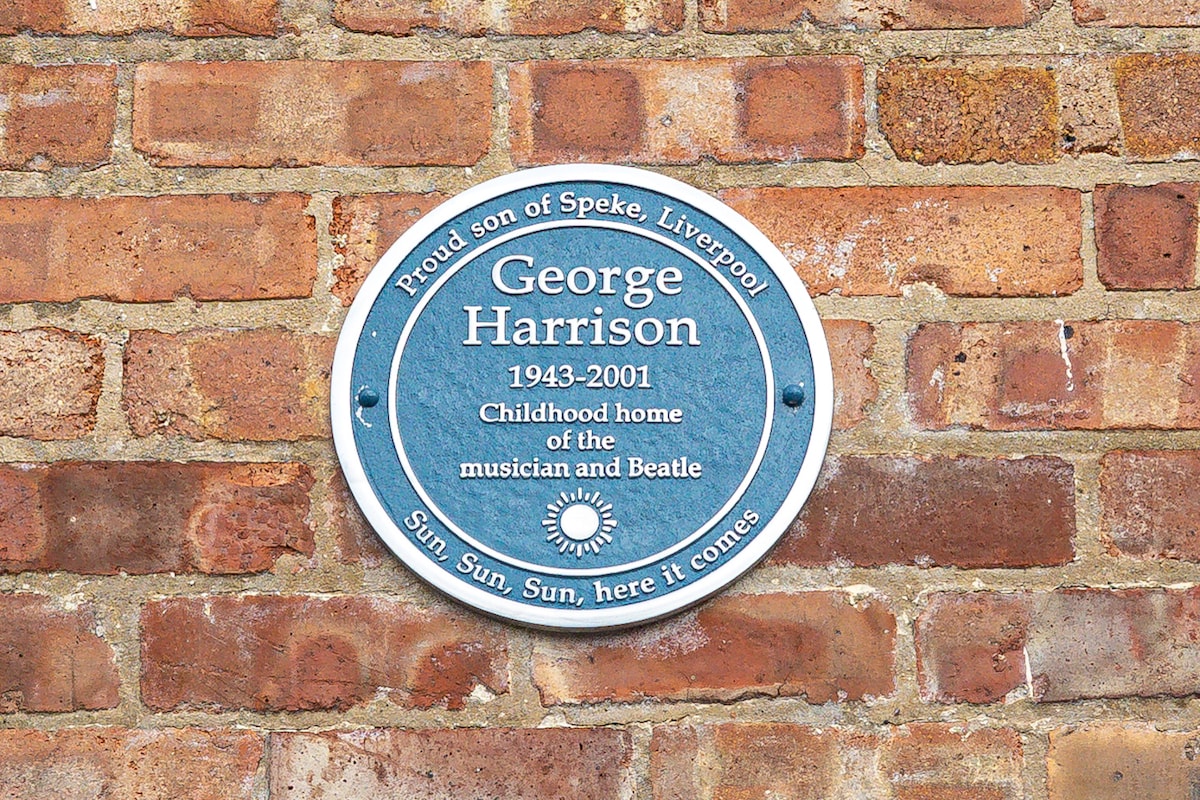 Proud son of Speke, Liverpool
George
Harrison
1943-2001
Childhood home
of the
musician and Beatle
Sun, Sun, Sun, here it comes